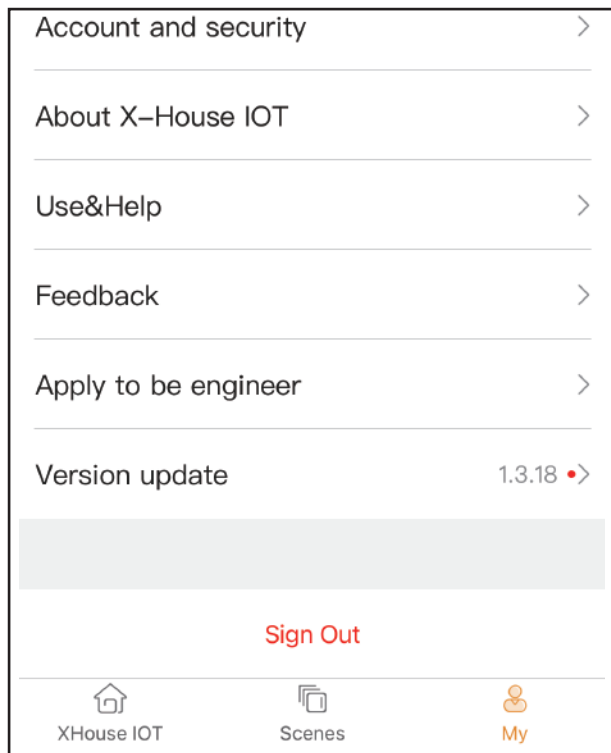 Account and security
About X-House IOT
Use&Help
Feedback
Apply to be engineer
Version update 1.3.18
Sign Out
XHouse IOT Scenes My